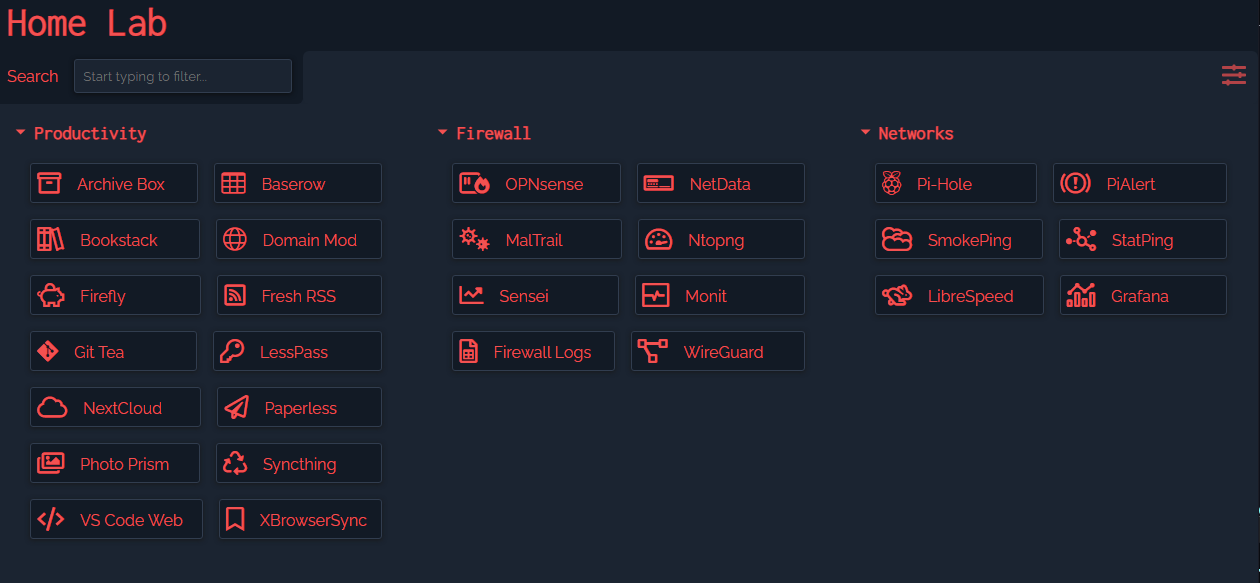 Home Lab
Search Start typing to filter...
Productivity
Archive Box Baserow
Bookstack Domain Mod
Firefly Fresh RSS
Git Tea LessPass
NextCloud Paperless
Photo Prism Syncthing
VS Code Web XBrowserSync
Firewall
OPNsense NetData
MalTrail Ntopng
Sensei Monit
Firewall Logs WireGuard
Networks
Pi-Hole PiAlert
SmokePing StatPing
LibreSpeed Grafana